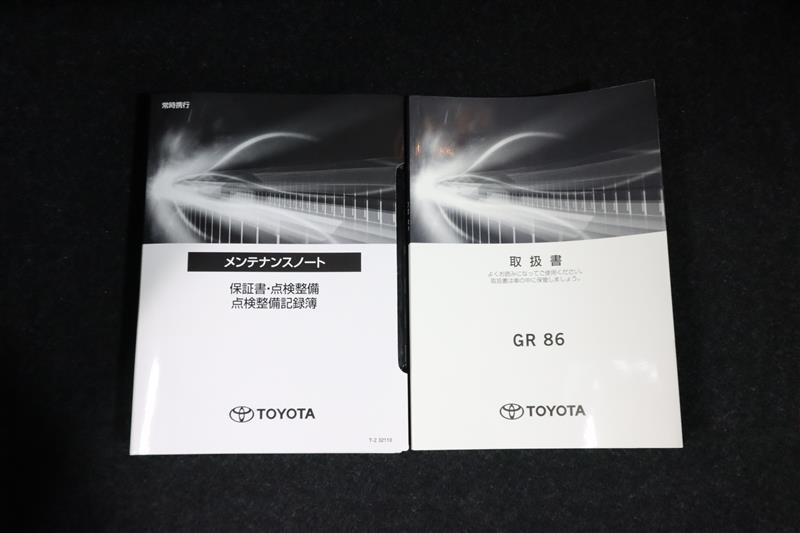 常時携行
メンテナンスノート
保証書・点検整備
点検整備記録簿
TOYOTA
T-2 32110
取扱書
よくお読みになってご使用ください。
取扱書は車の中に保管しましょう。
GR 86
TOYOTA